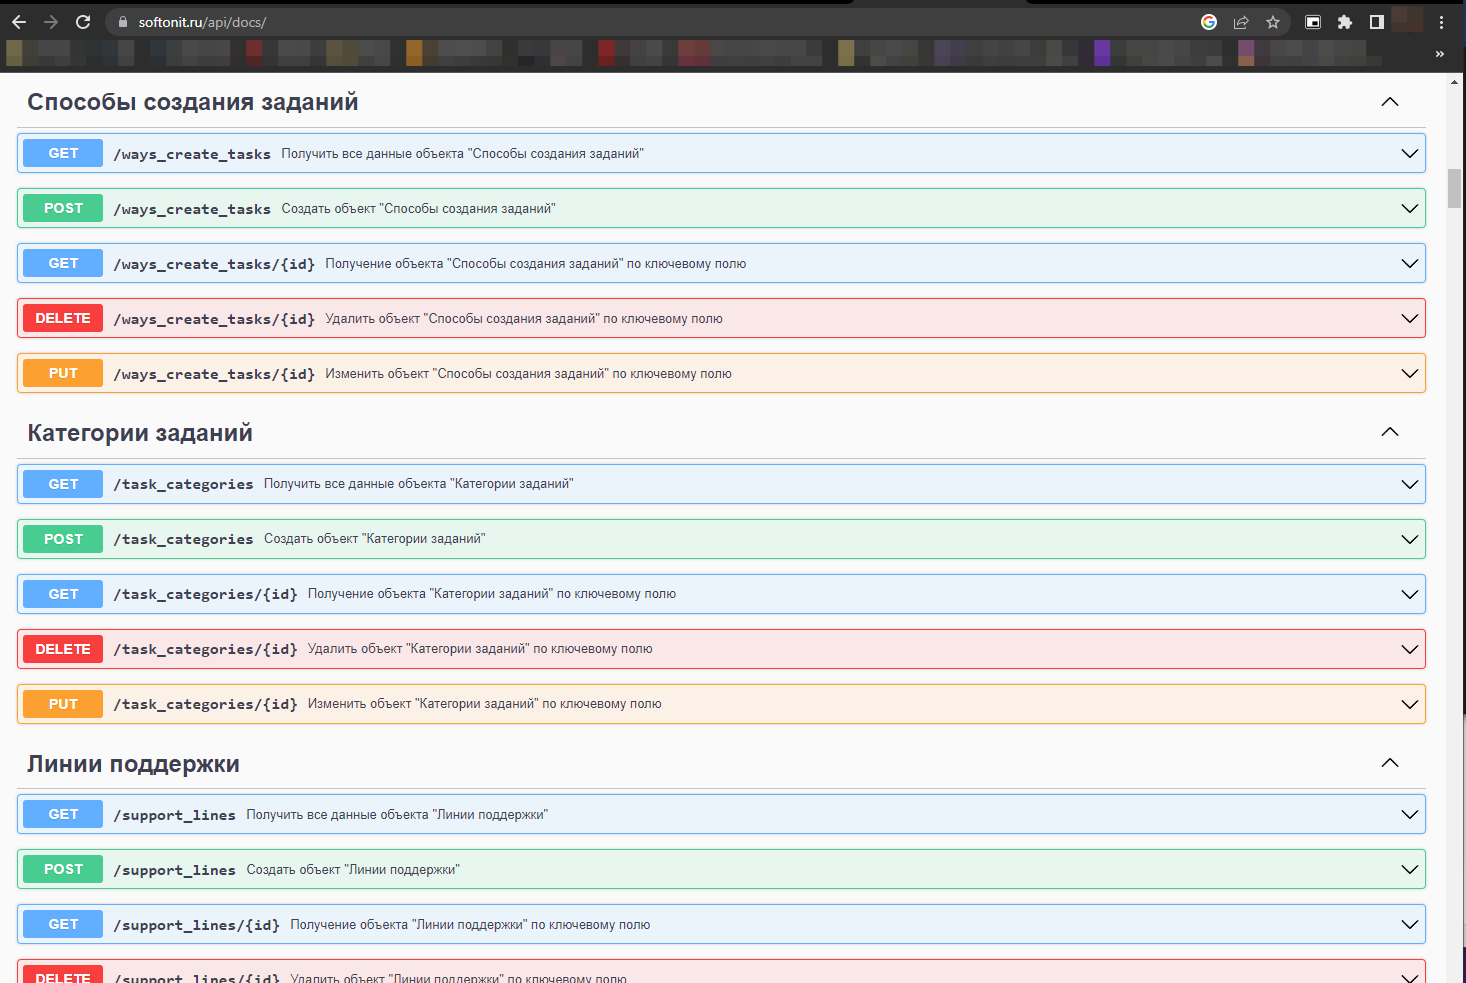 softonit.ru/api/docs/
»
Способы создания заданий
GET /ways_create_tasks Получить все данные объекта "Способы создания заданий"
POST /ways_create_tasks Создать объект "Способы создания заданий"
GET /ways_create_tasks/{id} Получение объекта "Способы создания заданий" по ключевому полю
DELETE /ways_create_tasks/{id} Удалить объект "Способы создания заданий" по ключевому полю
PUT /ways_create_tasks/{id} Изменить объект "Способы создания заданий" по ключевому полю
Категории заданий
GET /task_categories Получить все данные объекта "Категории заданий"
POST /task_categories Создать объект "Категории заданий"
GET /task_categories/{id} Получение объекта "Категории заданий" по ключевому полю
DELETE /task_categories/{id} Удалить объект "Категории заданий" по ключевому полю
PUT /task_categories/{id} Изменить объект "Категории заданий" по ключевому полю
Линии поддержки
GET /support_lines Получить все данные объекта "Линии поддержки"
POST /support_lines Создать объект "Линии поддержки"
GET /support_lines/{id} Получение объекта "Линии поддержки" по ключевому полю
DELETE /support_lines/{id} Удалить объект "Линии поддержки" по ключевому полю